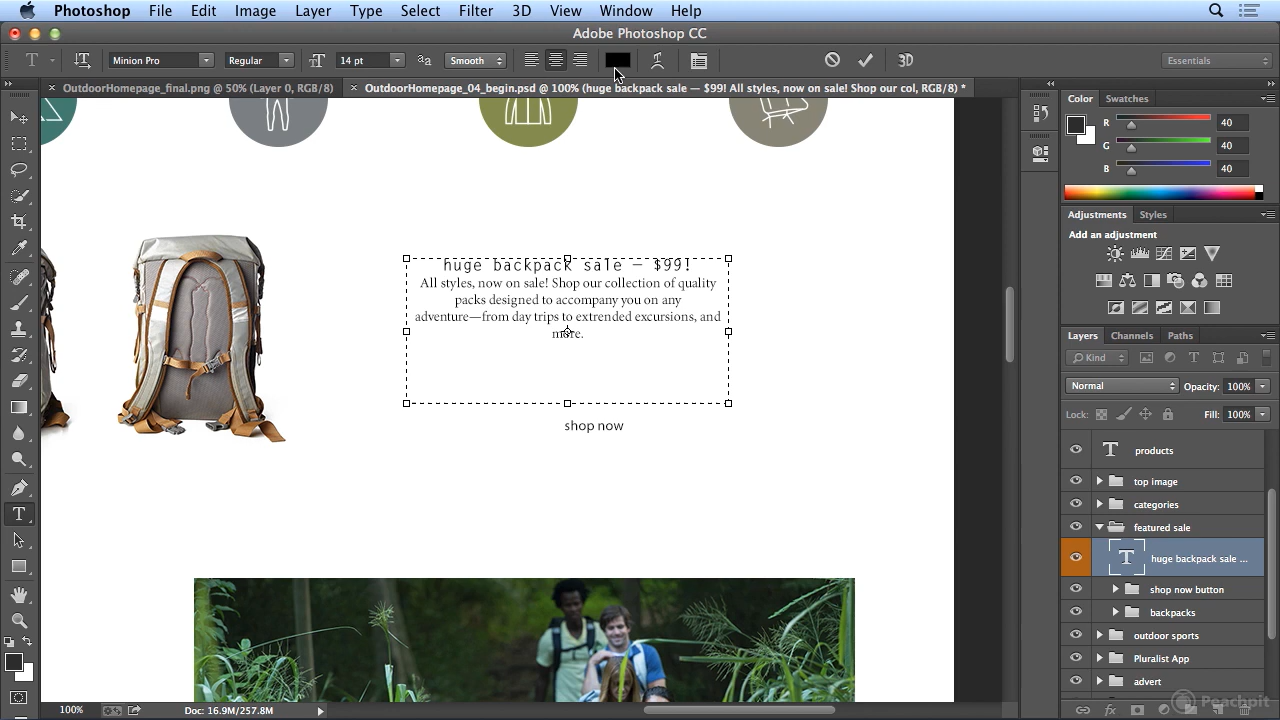 Photoshop File Edit Image Layer Type Select Filter 3D View Window Help
Adobe Photoshop CC
T Minion Pro Regular 14 pt aa Smooth 3D Essentials
OutdoorHomepage_final.png @ 50% (Layer 0, RGB/8)
OutdoorHomepage_04_begin.psd @ 100% (huge backpack sale — $99! All styles, now on sale! Shop our col, RGB/8) *
Color Swatches
R 40
G 40
B 40
Adjustments Styles
Add an adjustment
huge backpack sale — $99!
All styles, now on sale! Shop our collection of quality
packs designed to accompany you on any
adventure—from day trips to extrended excursions, and
more.
shop now
Layers Channels Paths
Kind
Normal Opacity: 100%
Lock: Fill: 100%
products
top image
categories
featured sale
huge backpack sale ...
shop now button
backpacks
outdoor sports
Pluralist App
advert
100% Doc: 16.9M/257.8M
Peachpit